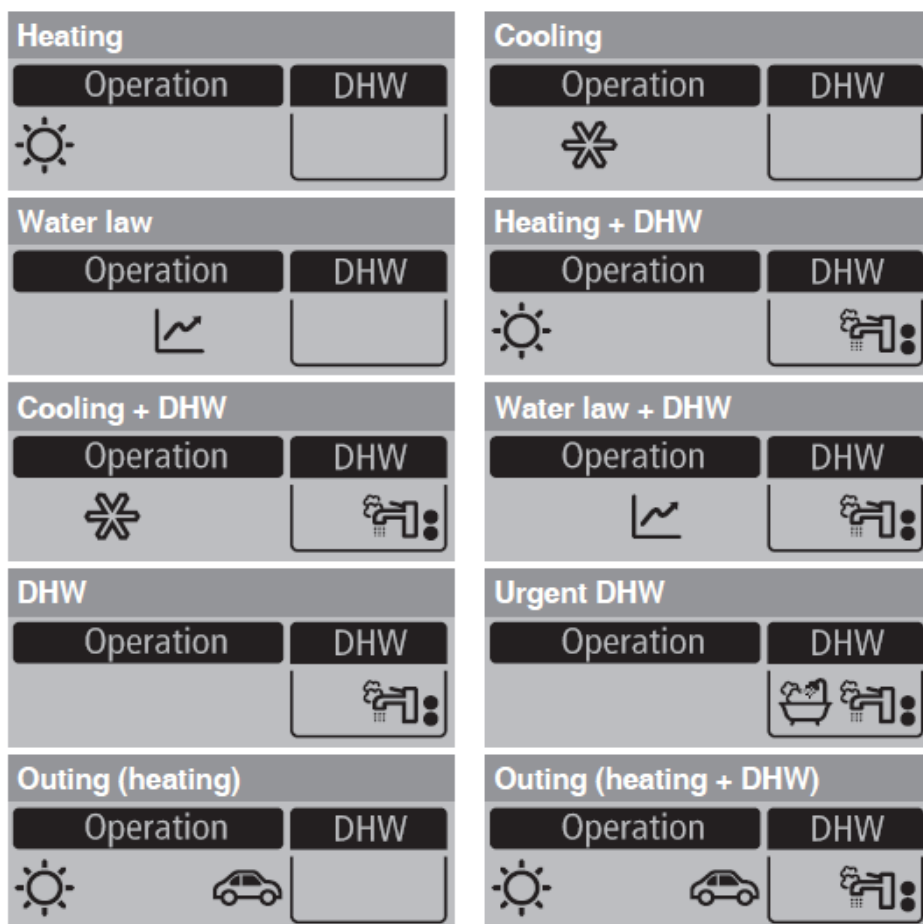 Heating
Operation DHW
Cooling
Operation DHW
Water law
Operation DHW
Heating + DHW
Operation DHW
Cooling + DHW
Operation DHW
Water law + DHW
Operation DHW
DHW
Operation DHW
Urgent DHW
Operation DHW
Outing (heating)
Operation DHW
Outing (heating + DHW)
Operation DHW